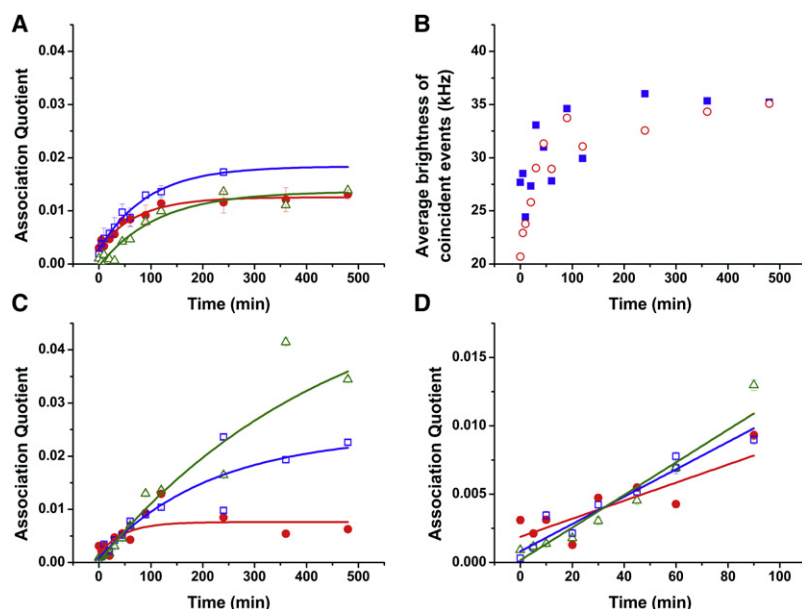 A
B
0.04
0.03
0.02
0.01
0.00
Association Quotient
0 100 200 300 400 500
Time (min)
40
35
30
25
20
Average brightness of
coincident events (kHz)
0 100 200 300 400 500
Time (min)
C
D
0.04
0.03
0.02
0.01
0.00
Association Quotient
0 100 200 300 400 500
Time (min)
0.015
0.010
0.005
0.000
Association Quotient
0 20 40 60 80 100
Time (min)